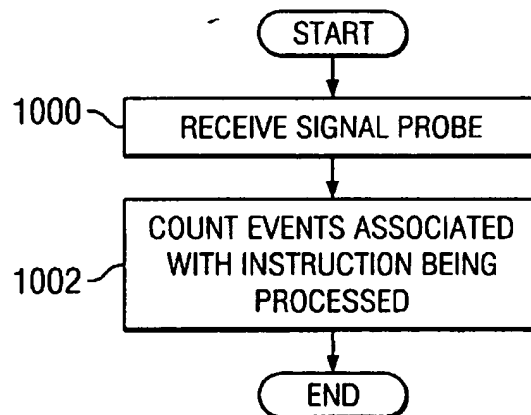 START
1000
RECEIVE SIGNAL PROBE
COUNT EVENTS ASSOCIATED
WITH INSTRUCTION BEING
PROCESSED
1002
END